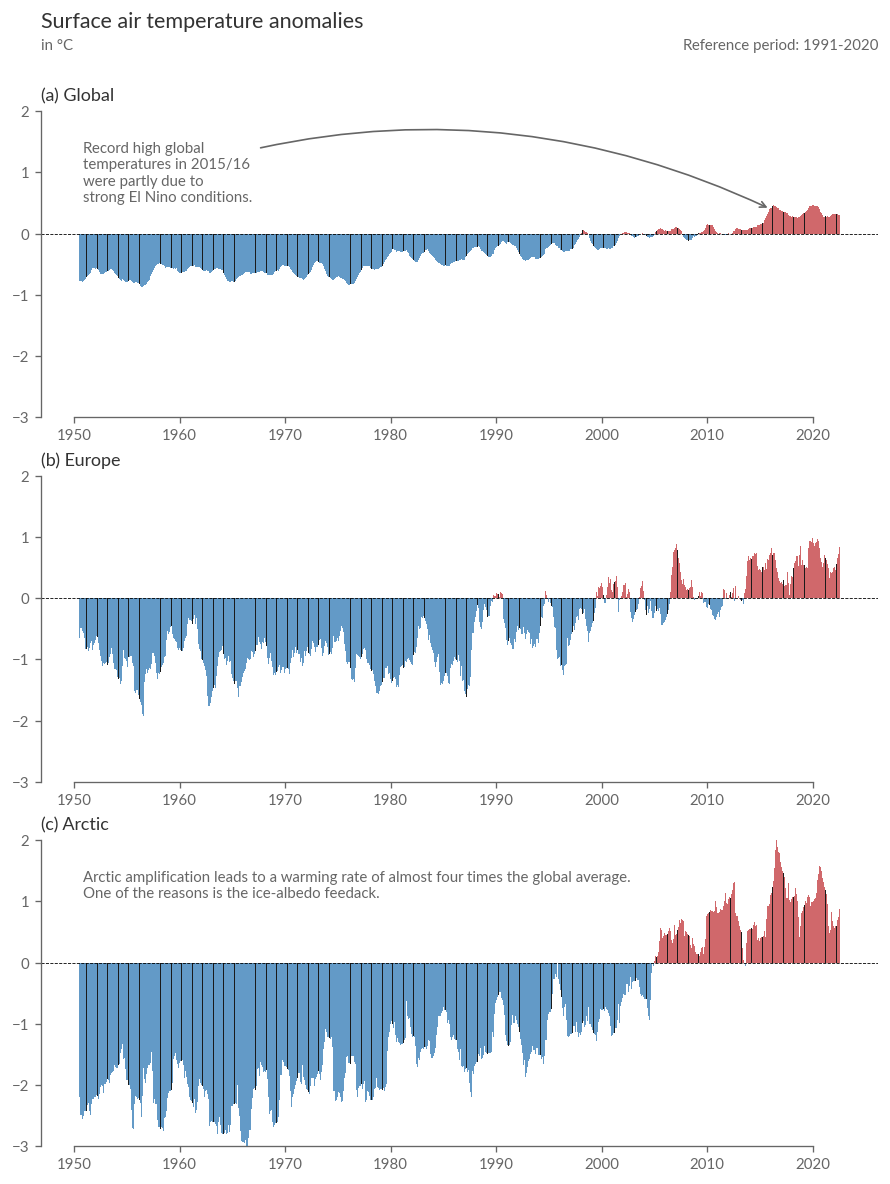 Surface air temperature anomalies
in °C
Reference period: 1991-2020
(a) Global
2
1
0
−1
−2
−3
Record high global
temperatures in 2015/16
were partly due to
strong El Nino conditions.
1950 1960 1970 1980 1990 2000 2010 2020
(b) Europe
2
1
0
−1
−2
−3
1950 1960 1970 1980 1990 2000 2010 2020
(c) Arctic
2
1
0
−1
−2
−3
Arctic amplification leads to a warming rate of almost four times the global average.
One of the reasons is the ice-albedo feedack.
1950 1960 1970 1980 1990 2000 2010 2020